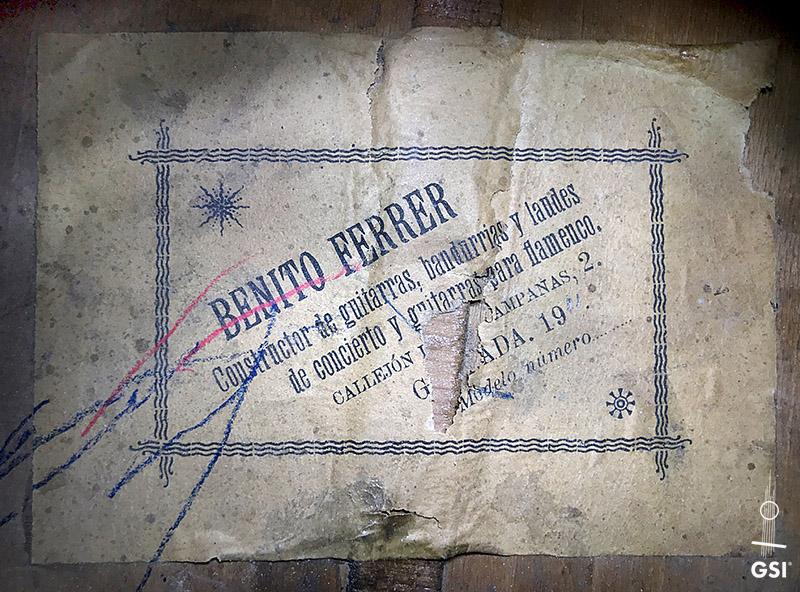 BENITO FERRER
Constructor de guitarras, bandurrias y laudes
de concierto y guitarras para flamenco.
CALLEJÓN CAMPANAS, 2.
G ADA. 19
Modelo número........
GSI